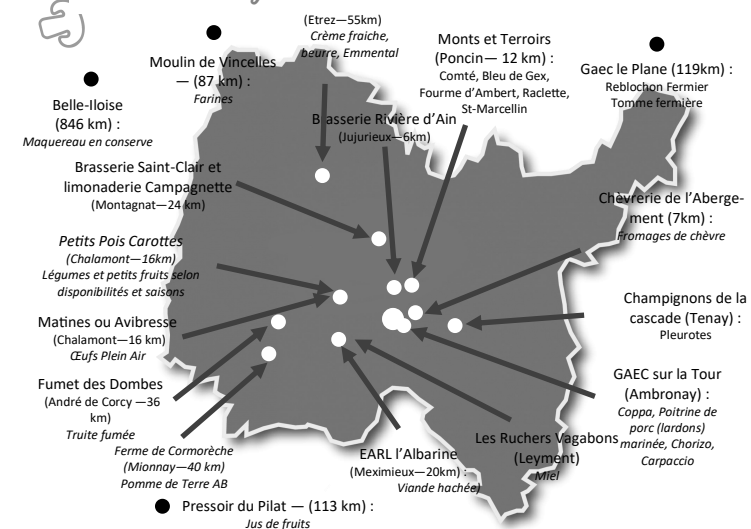 (Etrez—55km)
Crème fraiche,
beurre, Emmental
Moulin de Vincelles
— (87 km) :
Farines
Monts et Terroirs
(Poncin— 12 km) :
Comté, Bleu de Gex,
Fourme d'Ambert, Raclette,
St-Marcellin
Gaec le Plane (119km) :
Reblochon Fermier
Tomme fermière
Belle-Iloise
(846 km) :
Maquereau en conserve
Brasserie Rivière d'Ain
(Jujurieux—6km)
Brasserie Saint-Clair et
limonaderie Campagnette
(Montagnat—24 km)
Chèvrerie de l'Aberge-
ment (7km) :
Fromages de chèvre
Petits Pois Carottes
(Chalamont—16km)
Légumes et petits fruits selon
disponibilités et saisons
Champignons de la
cascade (Tenay) :
Pleurotes
Matines ou Avibresse
(Chalamont—16 km)
Œufs Plein Air
Fumet des Dombes
(André de Corcy —36
km)
Truite fumée
GAEC sur la Tour
(Ambronay) :
Coppa, Poitrine de
porc (lardons)
marinée, Chorizo,
Carpaccio
Ferme de Cormorèche
(Mionnay—40 km)
Pomme de Terre AB
EARL l'Albarine
(Meximieux—20km) :
Viande hachée)
Les Ruchers Vagabons
(Leyment)
Miel
Pressoir du Pilat — (113 km) :
Jus de fruits